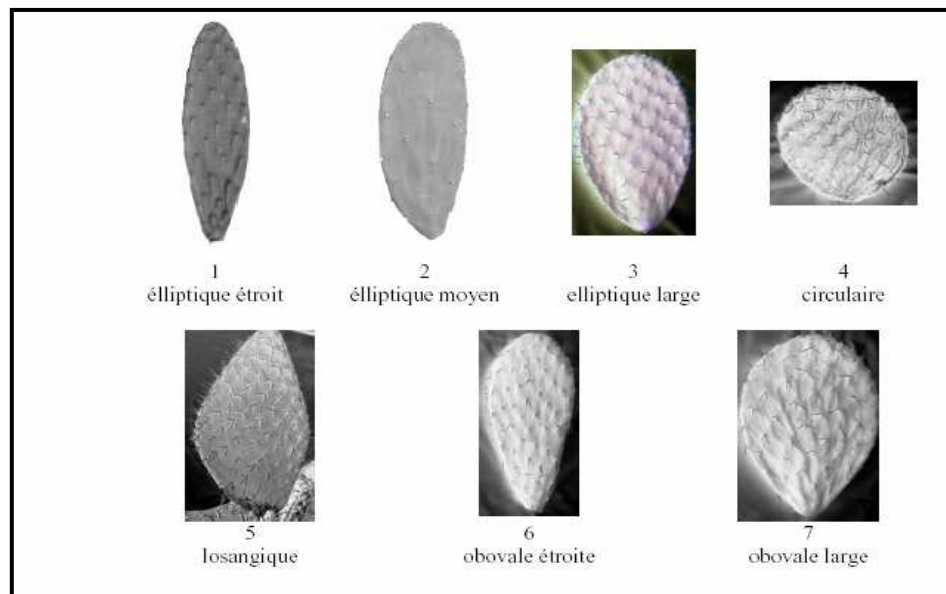 1
élliptique étroit
2
élliptique moyen
3
elliptique large
4
circulaire
5
losangique
6
obovale étroite
7
obovale large